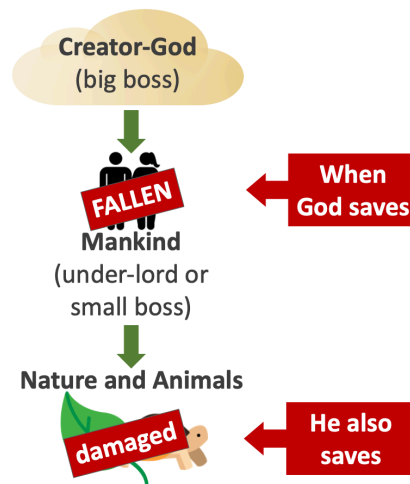 Creator-God
(big boss)
FALLEN
When
God saves
Mankind
(under-lord or
small boss)
Nature and Animals
damaged
He also
saves